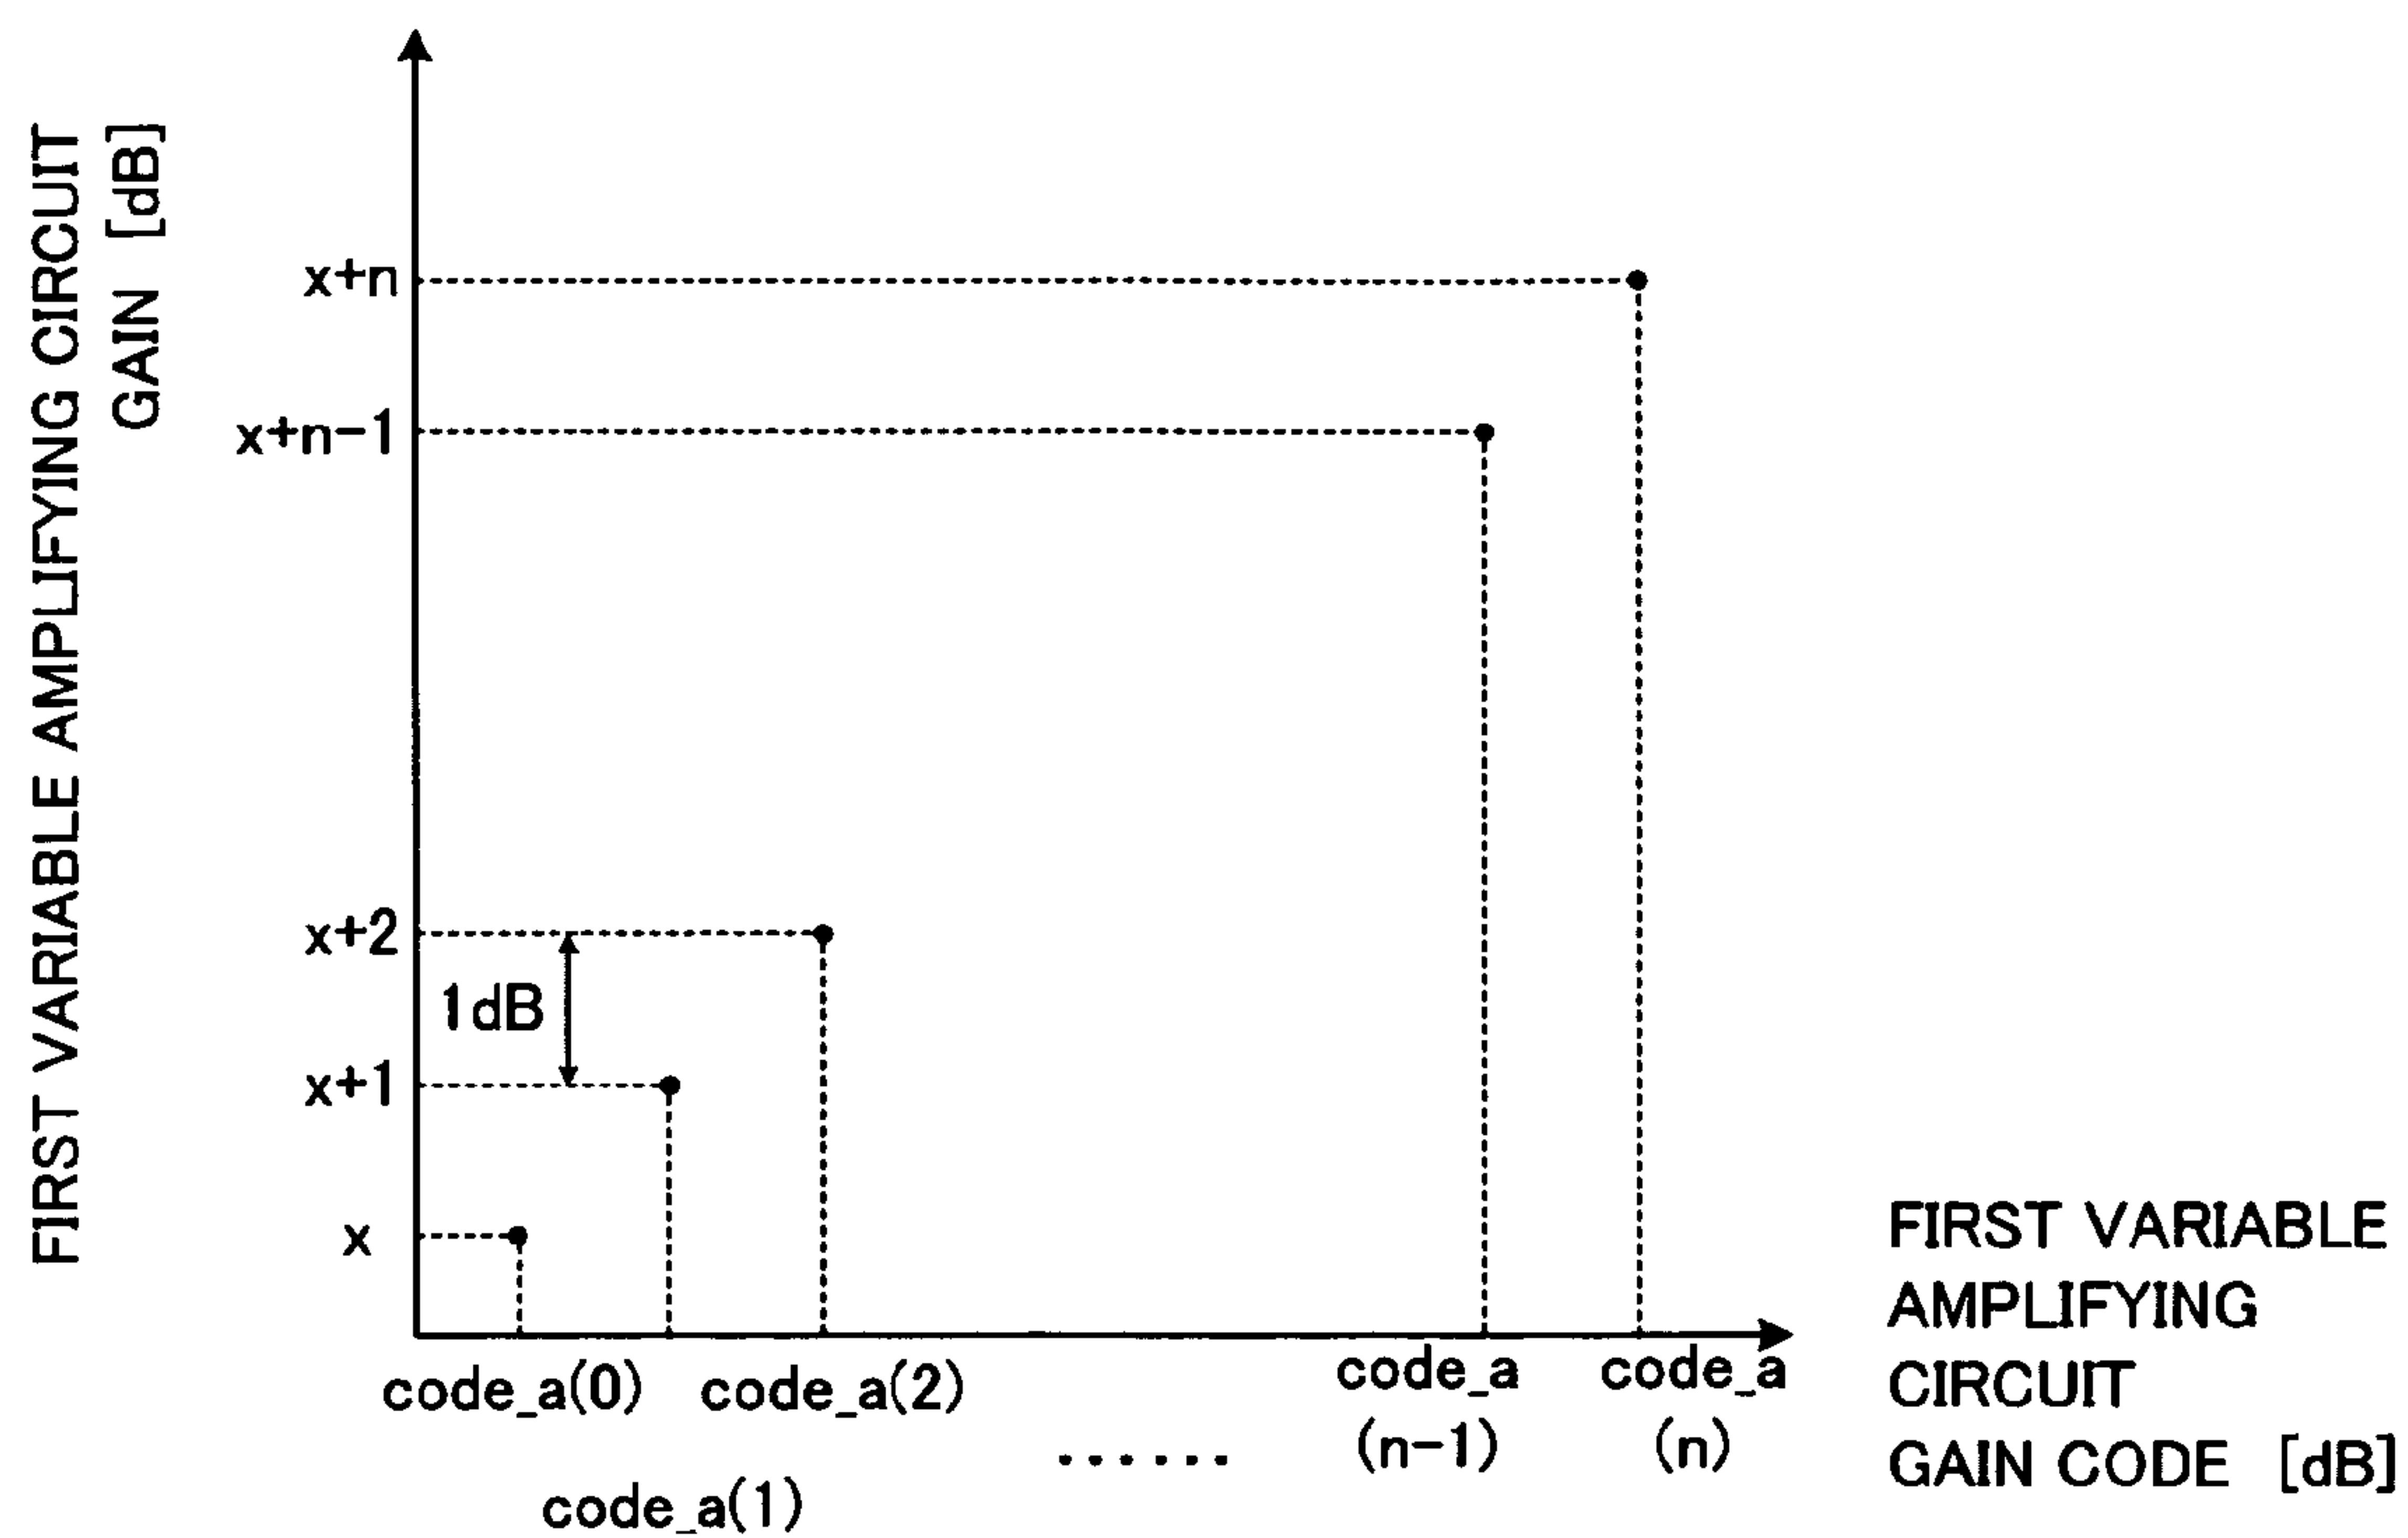 FIRST VARIABLE AMPLIFYING CIRCUIT
GAIN [dB]
x+n
x+n-1
x+2
1dB
x+1
x
code_a(0)
code_a(1)
code_a(2)
......
code_a
(n-1)
code_a
(n)
FIRST VARIABLE
AMPLIFYING
CIRCUIT
GAIN CODE [dB]